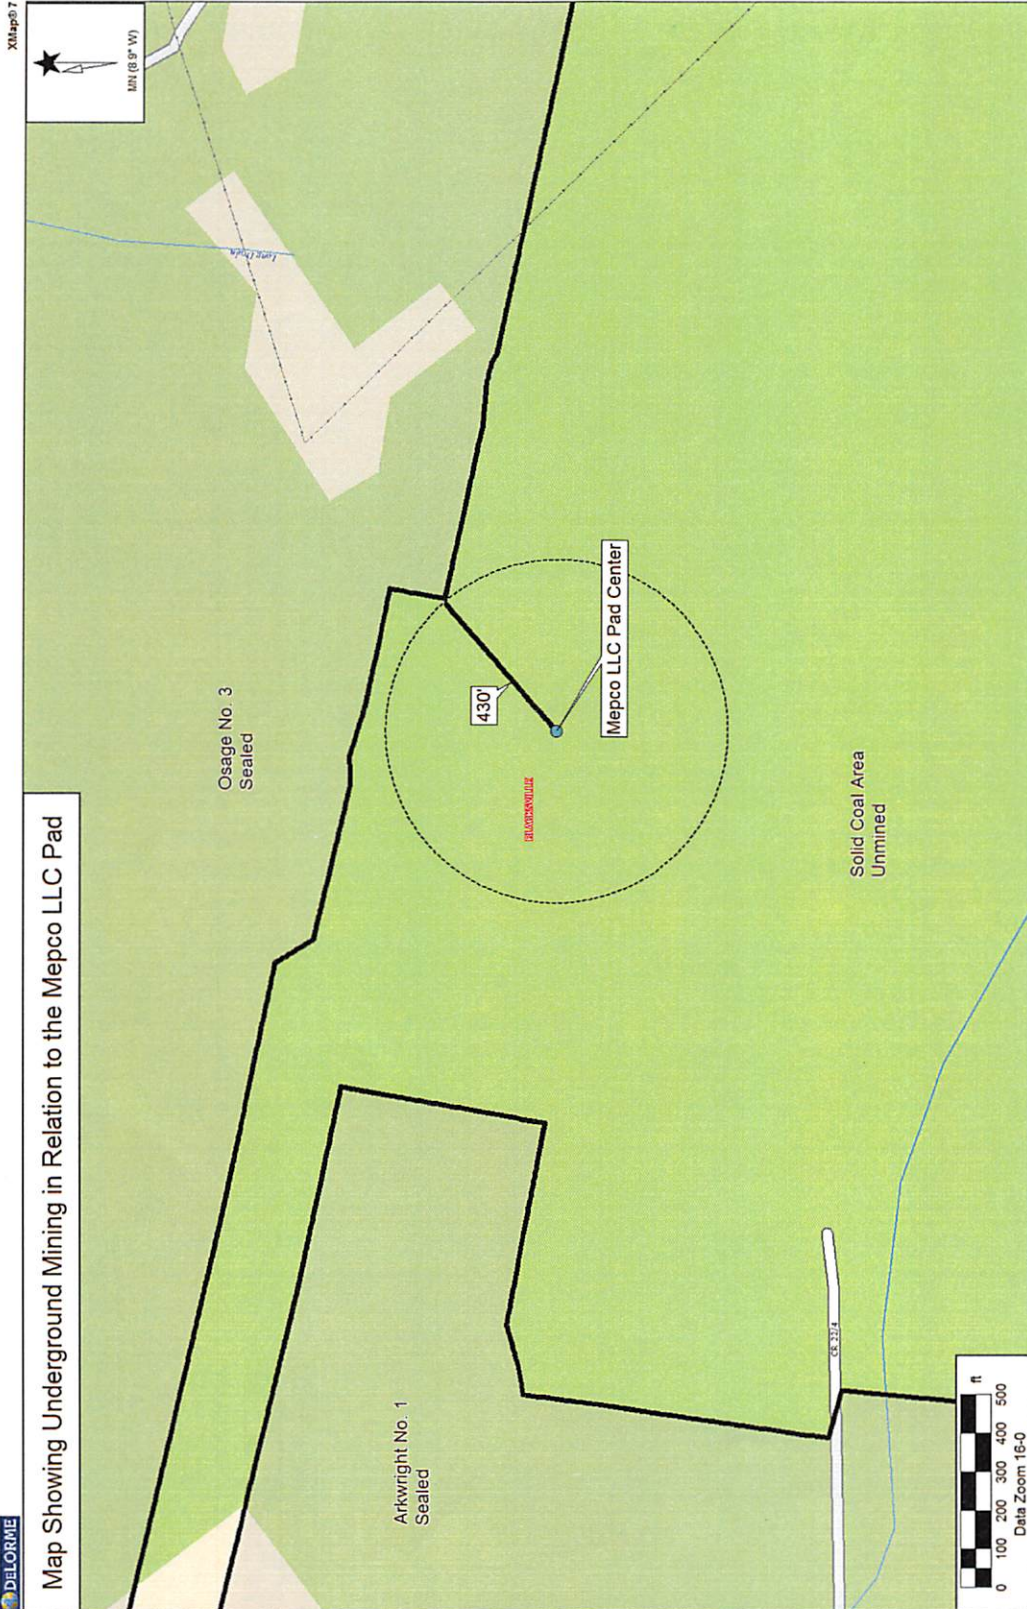 DELORME
XMap® 7
Map Showing Underground Mining in Relation to the Mepco LLC Pad
MN (8.9° W)
Osage No. 3
Sealed
430'
Mepco LLC Pad Center
Arkwright No. 1
Sealed
Solid Coal Area
Unmined
CR 22/4
ft
0 100 200 300 400 500
Data Zoom 16-0